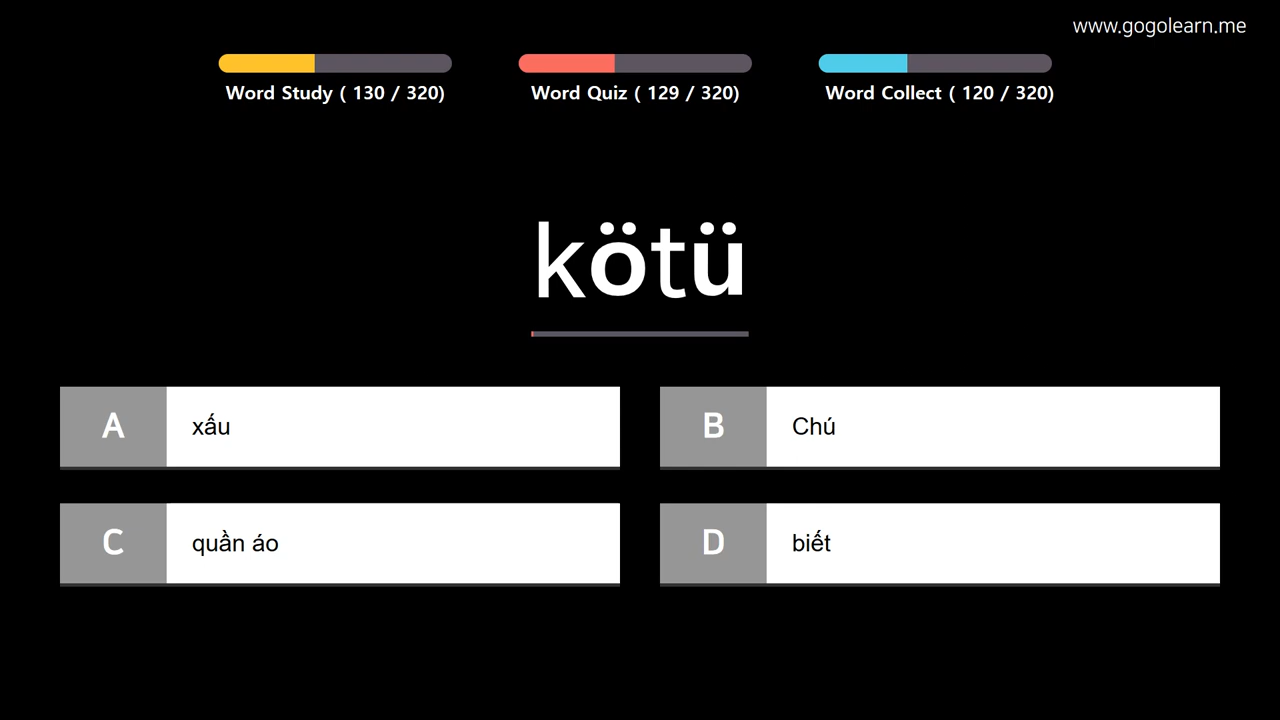 www.gogolearn.me
Word Study ( 130 / 320)
Word Quiz ( 129 / 320)
Word Collect ( 120 / 320)
kötü
A xấu
B Chú
C quần áo
D biết